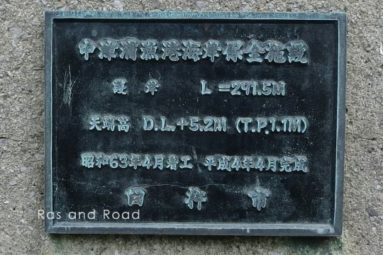 中津浦漁港海岸保全施設
護岸 L=291.5M
天端高 D.L.+5.2M (T.P.1.1M)
昭和63年4月着工 平成4年4月完成
臼杵市
Ras and Road